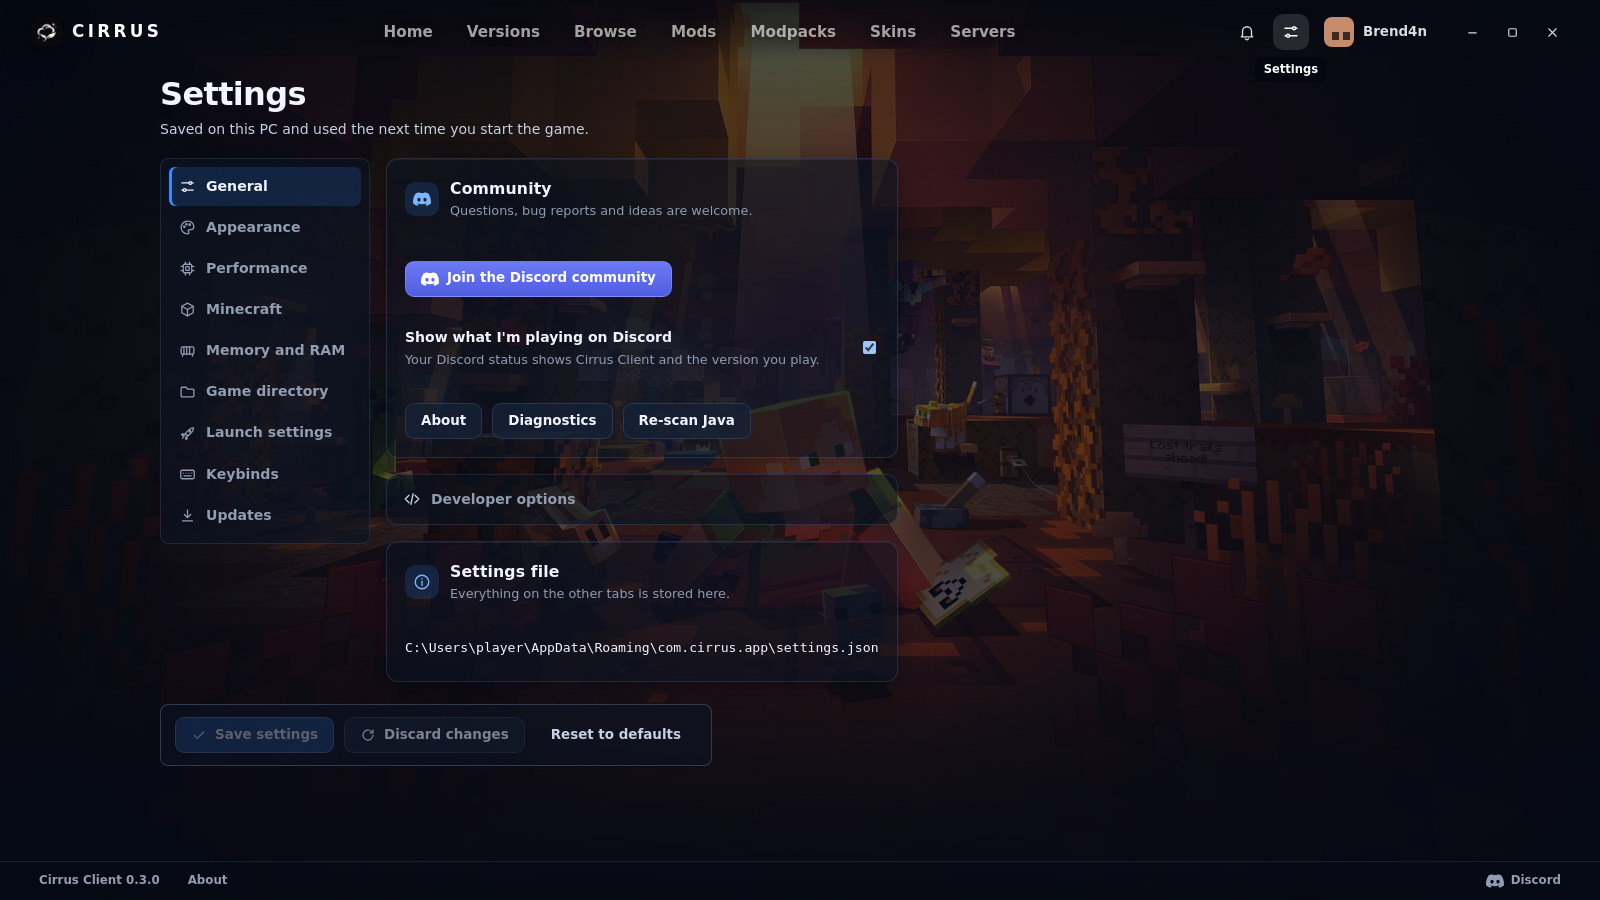 CIRRUS
Home
Versions
Browse
Mods
Modpacks
Skins
Servers
Brend4n
Settings
Settings
Saved on this PC and used the next time you start the game.
General
Appearance
Performance
Minecraft
Memory and RAM
Game directory
Launch settings
Keybinds
Updates
Community
Questions, bug reports and ideas are welcome.
Join the Discord community
Show what I'm playing on Discord
Your Discord status shows Cirrus Client and the version you play.
About
Diagnostics
Re-scan Java
Developer options
Settings file
Everything on the other tabs is stored here.
C:\Users\player\AppData\Roaming\com.cirrus.app\settings.json
Lost trails
ahead!
Save settings
Discard changes
Reset to defaults
Cirrus Client 0.3.0
About
Discord